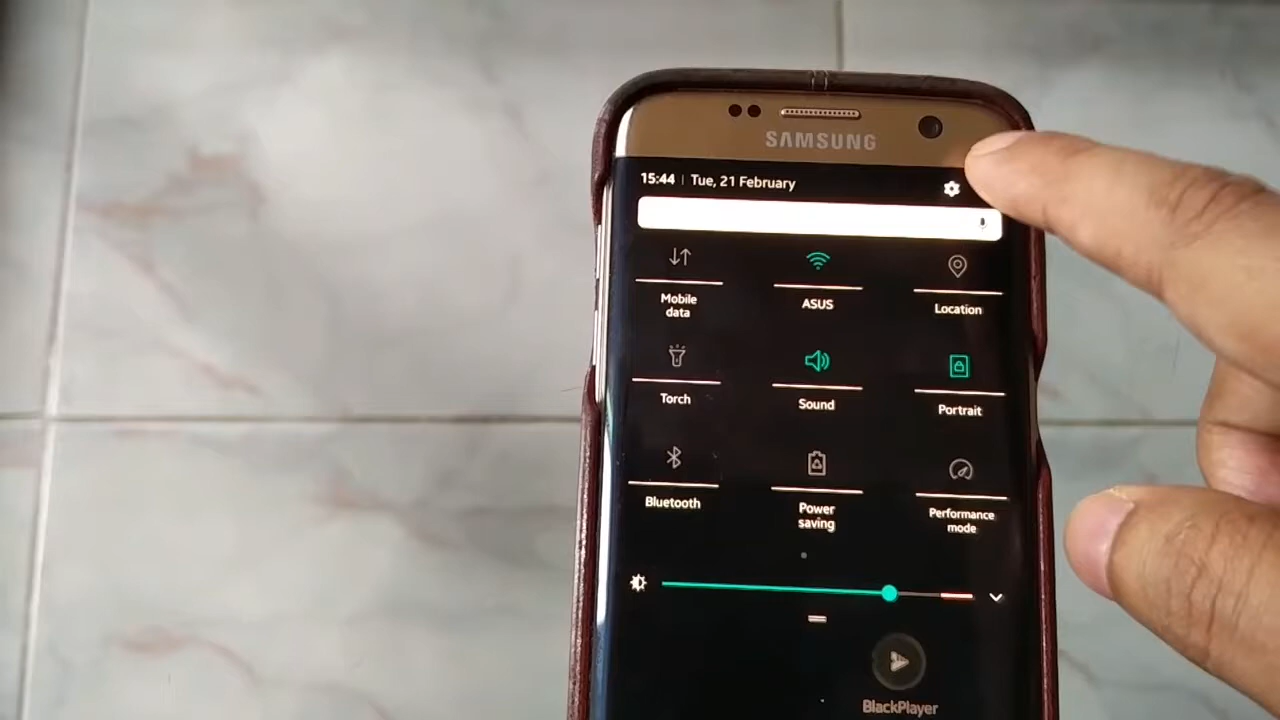 SAMSUNG
15:44 | Tue, 21 February
Mobile data
ASUS
Location
Torch
Sound
Portrait
Bluetooth
Power saving
Performance mode
BlackPlayer